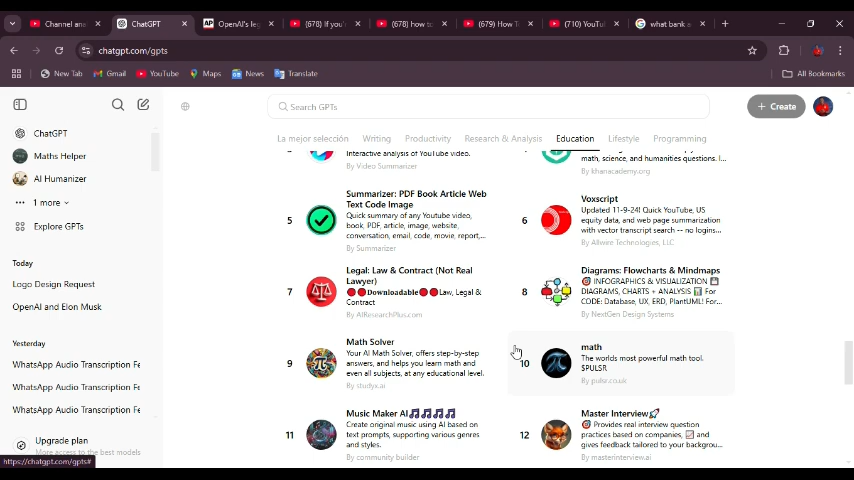 Channel ana
ChatGPT
AP
OpenAI's leg
(678) If you'r
(678) how to
(679) How T
(710) YouTu
what bank a
chatgpt.com/gpts
New Tab
Gmail
YouTube
Maps
News
Translate
All Bookmarks
Search GPTs
+ Create
ChatGPT
Maths Helper
AI Humanizer
1 more
Explore GPTs
Today
Logo Design Request
OpenAI and Elon Musk
Yesterday
WhatsApp Audio Transcription Fe
WhatsApp Audio Transcription Fe
WhatsApp Audio Transcription Fe
Upgrade plan
More access to the best models
https://chatgpt.com/gpts#
La mejor selección
Writing
Productivity
Research & Analysis
Education
Lifestyle
Programming
Interactive analysis of YouTube video.
By Video Summarizer
math, science, and humanities questions. I...
By khanacademy.org
5
Summarizer: PDF Book Article Web
Text Code Image
Quick summary of any Youtube video,
book, PDF, article, image, website,
conversation, email, code, movie, report,...
By Summarizer
6
Voxscript
Updated 11-9-24! Quick YouTube, US
equity data, and web page summarization
with vector transcript search -- no logins...
By Allwire Technologies, LLC
7
Legal: Law & Contract (Not Real
Lawyer)
🔴🔴Downloadable🔴🔴Law, Legal &
Contract
By AIResearchPlus.com
8
Diagrams: Flowcharts & Mindmaps
🎯 INFOGRAPHICS & VISUALIZATION 💾
DIAGRAMS, CHARTS + ANALYSIS 📊 For
CODE: Database, UX, ERD, PlantUML! For...
By NextGen Design Systems
9
Math Solver
Your AI Math Solver, offers step-by-step
answers, and helps you learn math and
even all subjects, at any educational level.
By studyx.ai
10
math
The worlds most powerful math tool.
$PULSR
By pulsr.co.uk
11
Music Maker AI🎵🎵🎵🎵
Create original music using AI based on
text prompts, supporting various genres
and styles.
By community builder
12
Master Interview🚀
🎯 Provides real interview question
practices based on companies, 📈 and
gives feedback tailored to your backgrou...
By masterinterview.ai